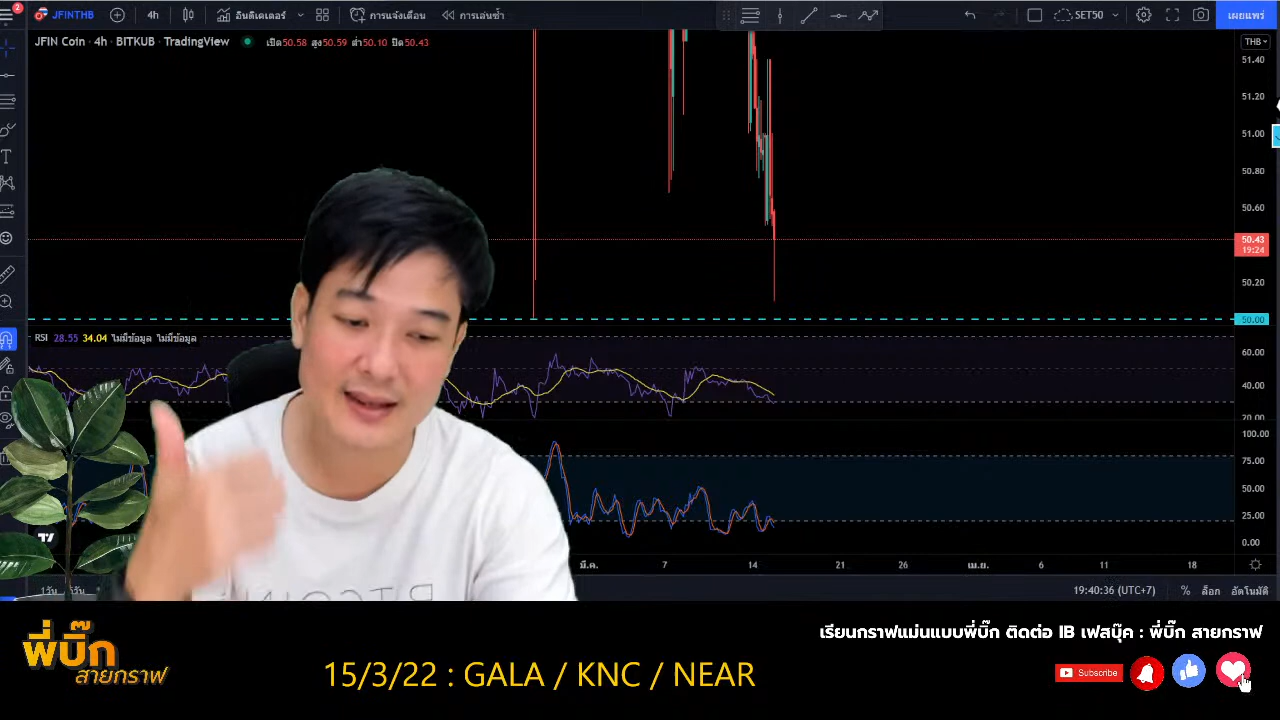 2
JFINTHB 4h อินดิเคเตอร์ การแจ้งเตือน การเล่นซ้ำ SET50 เผยแพร่
JFIN Coin · 4h · BITKUB · TradingView เปิด50.58 สูง50.59 ต่ำ50.10 ปิด50.43
THB
51.40
51.20
51.00
50.80
50.60
50.43
19:24
50.20
50.00
RSI 28.55 34.04 ไม่มีข้อมูล ไม่มีข้อมูล
60.00
40.00
20.00
100.00
75.00
50.00
25.00
0.00
BITCOIN
มี.ค. 7 14 21 26 เม.ย. 6 11 18
1วัน 19:40:36 (UTC+7) % ล็อก อัตโนมัติ
พี่บิ๊ก
สายกราฟ
เรียนกราฟแม่นแบบพี่บิ๊ก ติดต่อ IB เฟสบุ๊ค : พี่บิ๊ก สายกราฟ
15/3/22 : GALA / KNC / NEAR
Subscribe